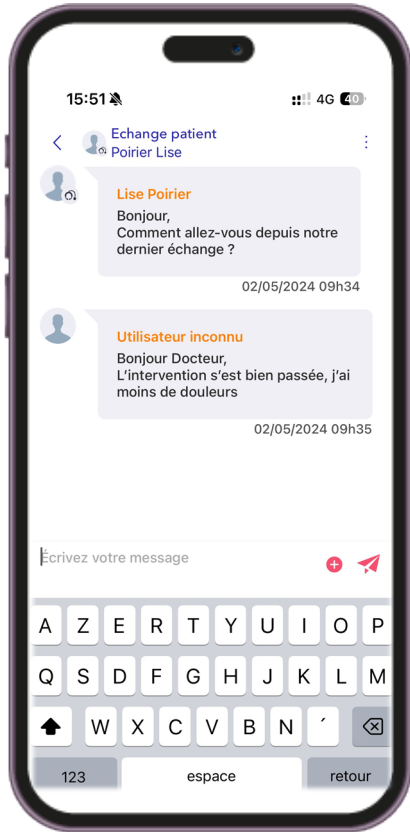 15:51
4G 40
Echange patient
Poirier Lise
Lise Poirier
Bonjour,
Comment allez-vous depuis notre
dernier échange ?
02/05/2024 09h34
Utilisateur inconnu
Bonjour Docteur,
L'intervention s'est bien passée, j'ai
moins de douleurs
02/05/2024 09h35
Écrivez votre message
A Z E R T Y U I O P
Q S D F G H J K L M
W X C V B N ´
123 espace retour